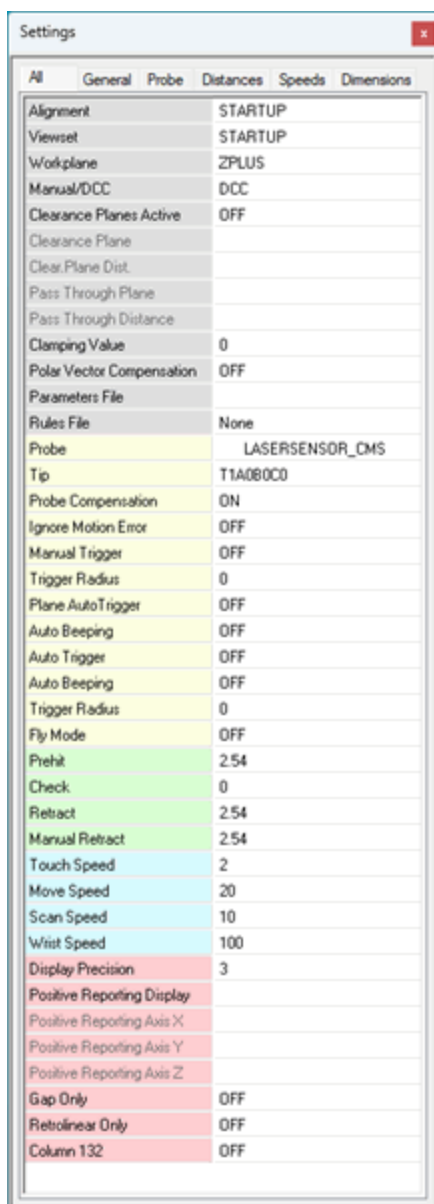 Settings
x
All General Probe Distances Speeds Dimensions
Alignment STARTUP
Viewset STARTUP
Workplane ZPLUS
Manual/DCC DCC
Clearance Planes Active OFF
Clearance Plane
Clear.Plane Dist.
Pass Through Plane
Pass Through Distance
Clamping Value 0
Polar Vector Compensation OFF
Parameters File
Rules File None
Probe LASERSENSOR_CMS
Tip T1A0B0C0
Probe Compensation ON
Ignore Motion Error OFF
Manual Trigger OFF
Trigger Radius 0
Plane AutoTrigger OFF
Auto Beeping OFF
Auto Trigger OFF
Auto Beeping OFF
Trigger Radius 0
Fly Mode OFF
Prehit 2.54
Check 0
Retract 2.54
Manual Retract 2.54
Touch Speed 2
Move Speed 20
Scan Speed 10
Wrist Speed 100
Display Precision 3
Positive Reporting Display
Positive Reporting Axis X
Positive Reporting Axis Y
Positive Reporting Axis Z
Gap Only OFF
Retrolinear Only OFF
Column 132 OFF